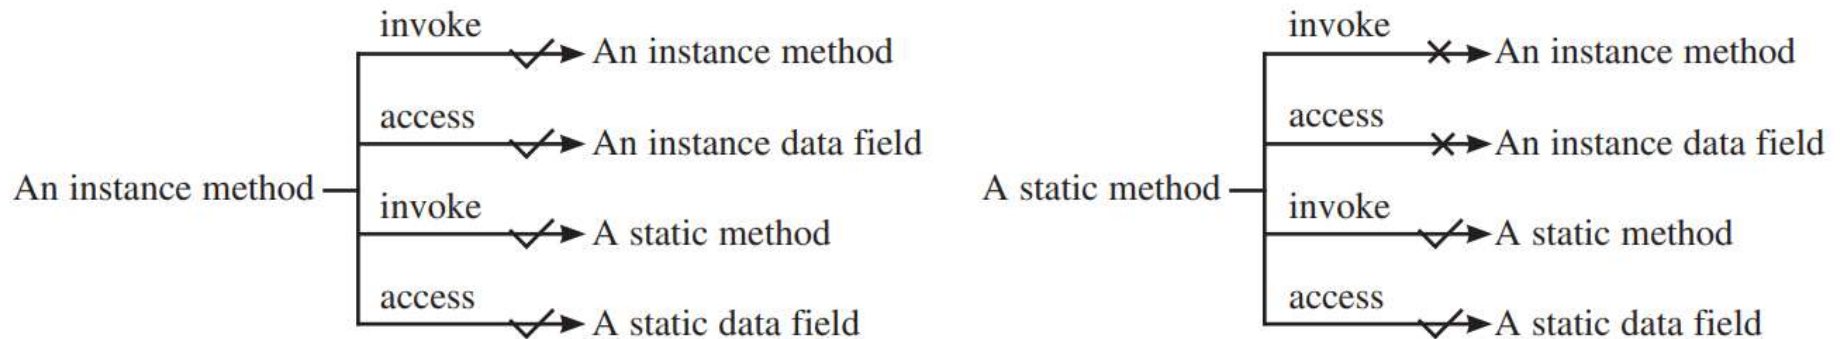 invoke
An instance method
access
An instance data field
An instance method
invoke
A static method
access
A static data field
invoke
An instance method
access
An instance data field
A static method
invoke
A static method
access
A static data field